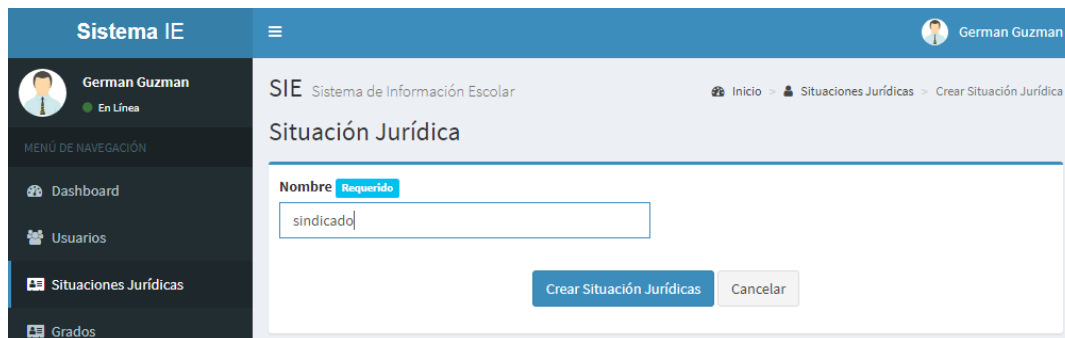 Sistema IE
German Guzman
German Guzman
En Línea
MENÚ DE NAVEGACIÓN
Dashboard
Usuarios
Situaciones Jurídicas
Grados
SIE Sistema de Información Escolar
Inicio > Situaciones Jurídicas > Crear Situación Jurídica
Situación Jurídica
Nombre Requerido
sindicado
Crear Situación Jurídicas Cancelar